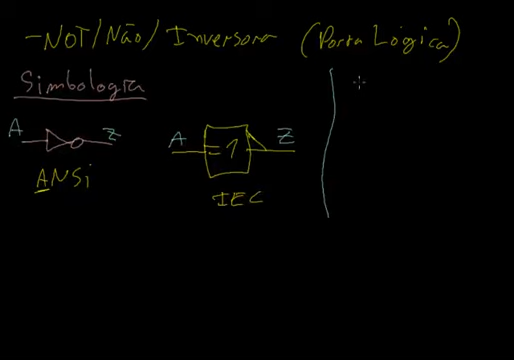 -NOT/Não/Inversora (Porta Lógica)
Simbologia
A Z A =1 Z
ANSi
IEC